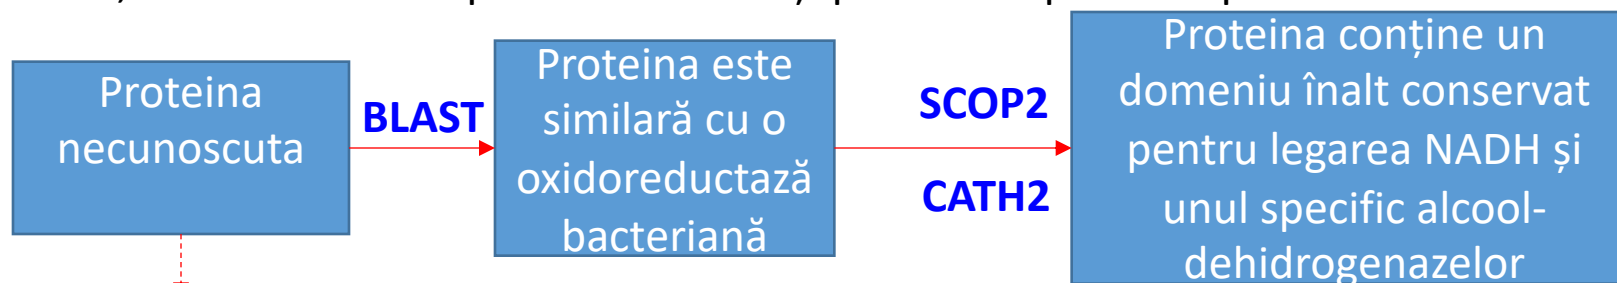 Proteina
necunoscuta
BLAST
Proteina este
similară cu o
oxidoreductază
bacteriană
SCOP2
CATH2
Proteina conține un
domeniu înalt conservat
pentru legarea NADH și
unul specific alcool-
dehidrogenazelor